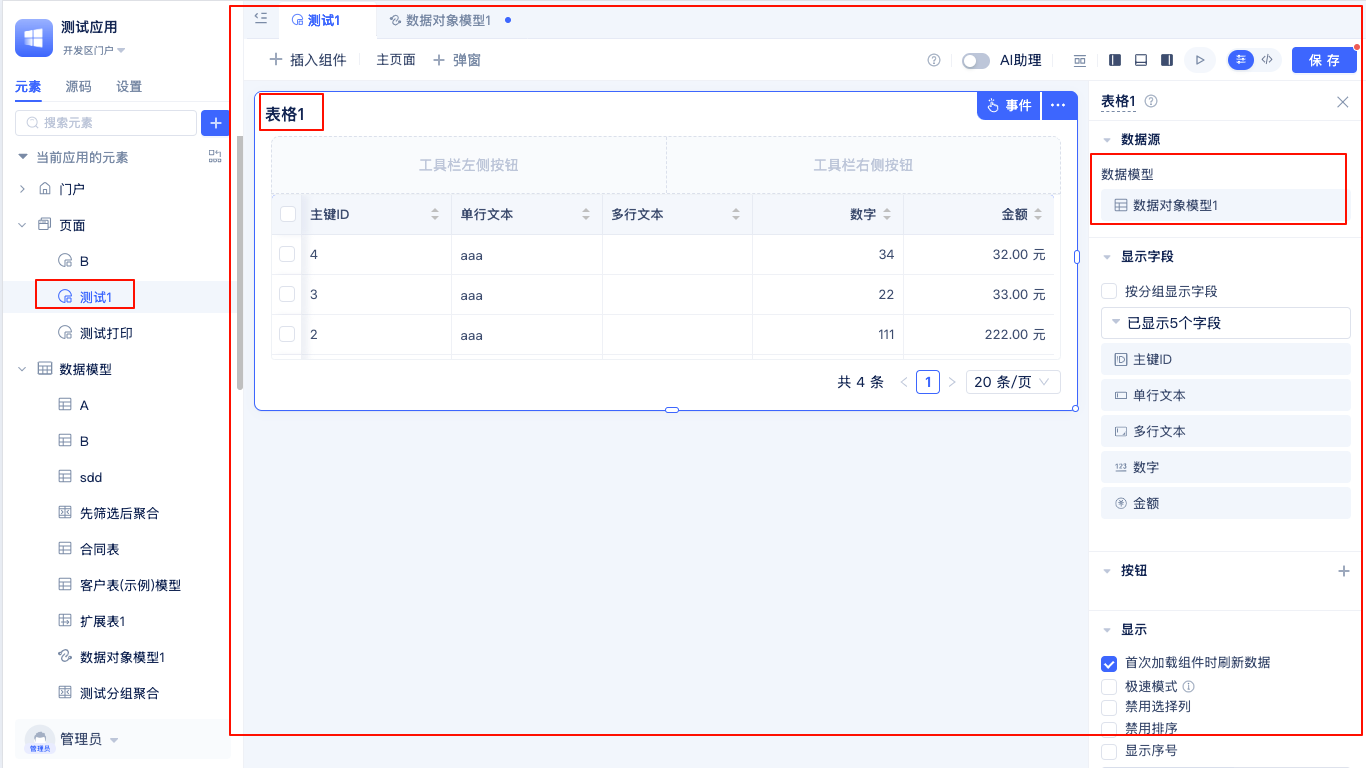 测试应用
开发区门户
元素 源码 设置
搜索元素
当前应用的元素
门户
页面
B
测试1
测试打印
数据模型
A
B
sdd
先筛选后聚合
合同表
客户表(示例)模型
扩展表1
数据对象模型1
测试分组聚合
管理员
管理员
测试1 数据对象模型1
插入组件 主页面 弹窗
AI助理
保 存
表格1
事件
工具栏左侧按钮 工具栏右侧按钮
主键ID 单行文本 多行文本 数字 金额
4 aaa 34 32.00 元
3 aaa 22 33.00 元
2 aaa 111 222.00 元
共 4 条 1 20 条/页
表格1
数据源
数据模型
数据对象模型1
显示字段
按分组显示字段
已显示5个字段
主键ID
单行文本
多行文本
123 数字
金额
按钮
显示
首次加载组件时刷新数据
极速模式
禁用选择列
禁用排序
显示序号